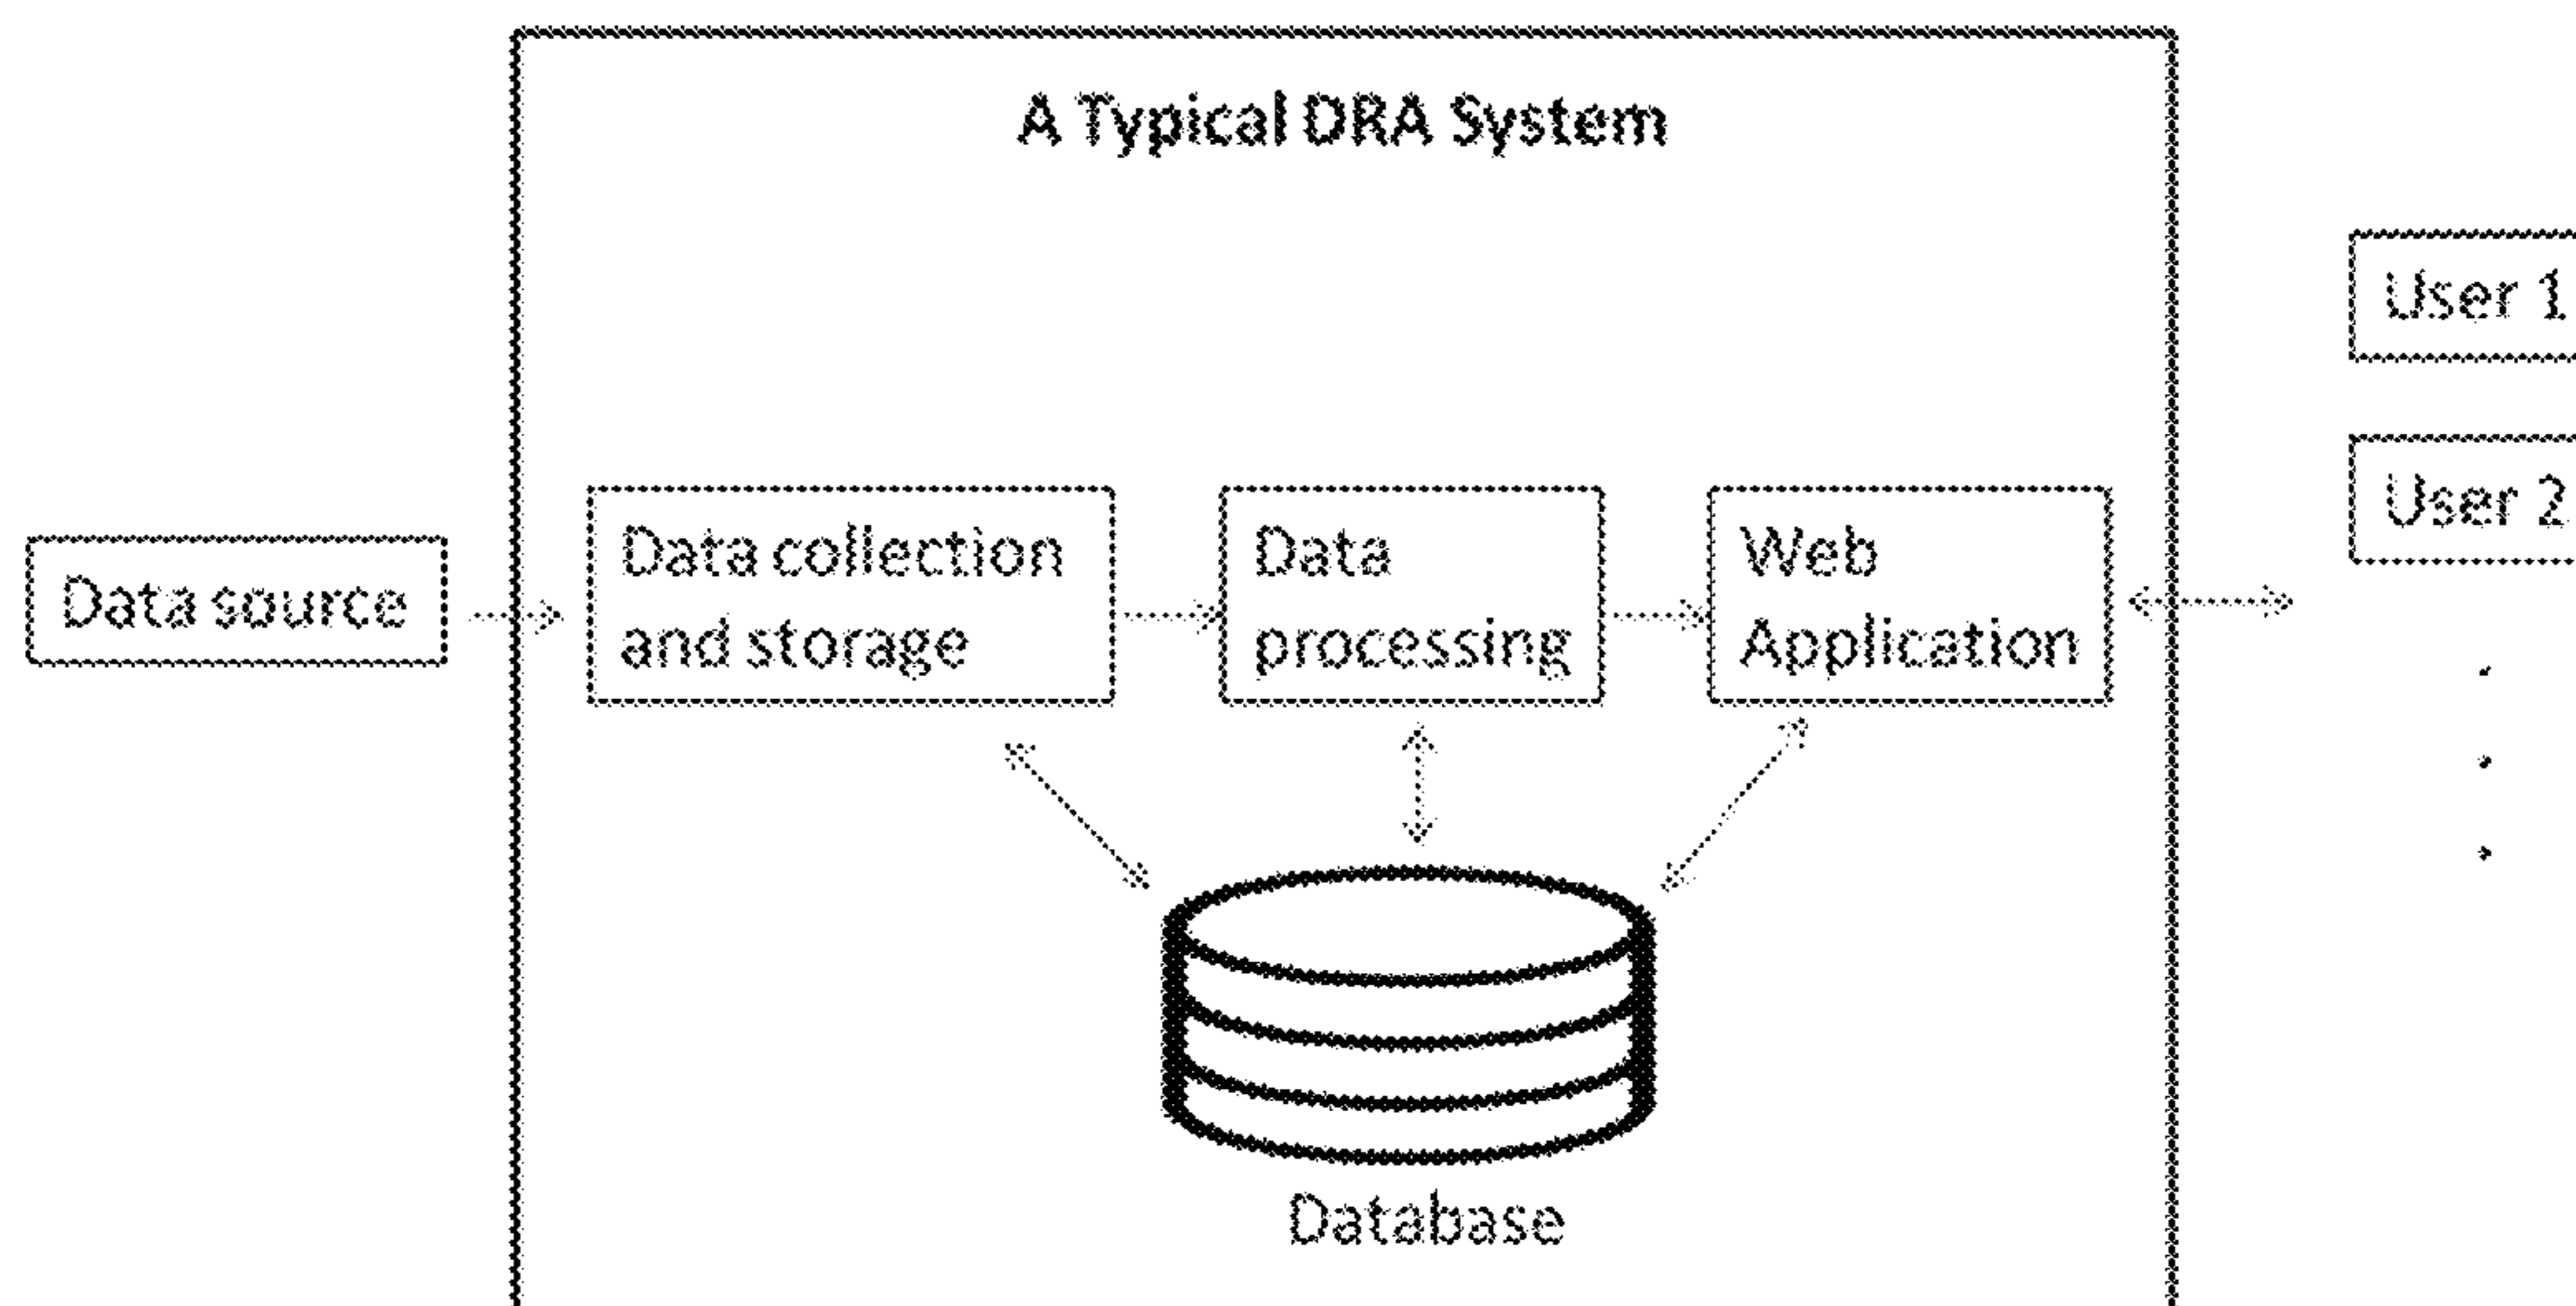 A Typical DRA System
User 1
User 2
Data source
Data collection
and storage
Data
processing
Web
Application
Database